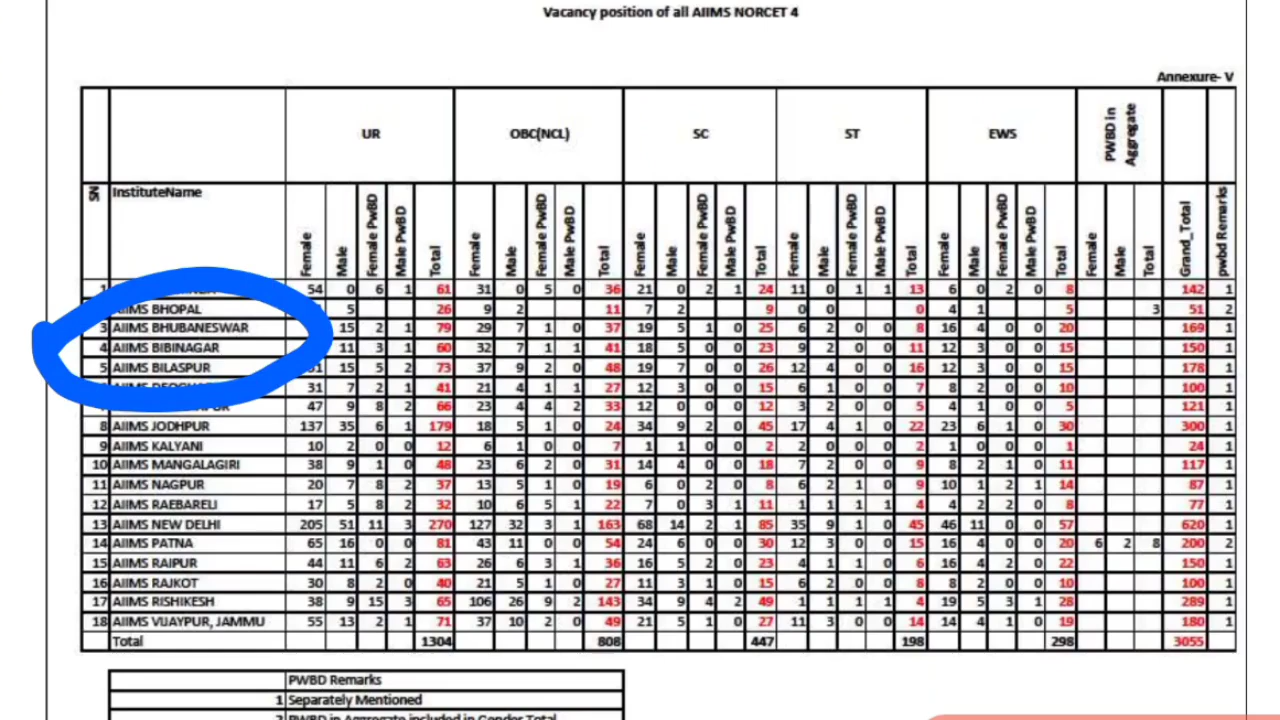 Vacancy position of all AIIMS NORCET 4
Annexure- V
UR OBC(NCL) SC ST EWS PWBD in Aggregate
SN InstituteName Female Male Female PwBD Male PwBD Total Female Male Female PwBD Male PwBD Total Female Male Female PwBD Male PwBD Total Female Male Female PwBD Male PwBD Total Female Male Female PwBD Male PwBD Total Female Male Total Grand_Total pwbd Remarks
1 54 0 6 1 61 31 0 5 0 36 21 0 2 1 24 11 0 1 1 13 6 0 2 0 8 142 1
AIIMS BHOPAL 5 26 9 2 11 7 2 9 0 0 0 4 1 5 3 51 2
3 AIIMS BHUBANESWAR 15 2 1 79 29 7 1 0 37 19 5 1 0 25 6 2 0 0 8 16 4 0 0 20 169 1
4 AIIMS BIBINAGAR 11 3 1 60 32 7 1 1 41 18 5 0 0 23 9 2 0 0 11 12 3 0 0 15 150 1
5 AIIMS BILASPUR 15 5 2 73 37 9 2 0 48 19 7 0 0 26 12 4 0 0 16 12 3 0 0 15 178 1
31 7 2 1 41 21 4 1 1 27 12 3 0 0 15 6 1 0 0 7 8 2 0 0 10 100 1
47 9 8 2 66 23 4 4 2 33 12 0 0 0 12 3 2 0 0 5 4 1 0 0 5 121 1
8 AIIMS JODHPUR 137 35 6 1 179 18 5 1 0 24 34 9 2 0 45 17 4 1 0 22 23 6 1 0 30 300 1
9 AIIMS KALYANI 10 2 0 0 12 6 1 0 0 7 1 1 0 0 2 2 0 0 0 2 1 0 0 0 1 24 1
10 AIIMS MANGALAGIRI 38 9 1 0 48 23 6 2 0 31 14 4 0 0 18 7 2 0 0 9 8 2 1 0 11 117 1
11 AIIMS NAGPUR 20 7 8 2 37 13 5 1 0 19 6 0 2 0 8 6 2 1 0 9 10 1 2 1 14 87 1
12 AIIMS RAEBARELI 17 5 8 2 32 10 6 5 1 22 7 0 3 1 11 1 1 1 1 4 4 2 2 0 8 77 1
13 AIIMS NEW DELHI 205 51 11 3 270 127 32 3 1 163 68 14 2 1 85 35 9 1 0 45 46 11 0 0 57 620 1
14 AIIMS PATNA 65 16 0 0 81 43 11 0 0 54 24 6 0 0 30 12 3 0 0 15 16 4 0 0 20 6 2 8 200 2
15 AIIMS RAIPUR 44 11 6 2 63 26 6 3 1 36 16 5 2 0 23 4 1 1 0 6 16 4 2 0 22 150 1
16 AIIMS RAJKOT 30 8 2 0 40 21 5 1 0 27 11 3 1 0 15 6 2 0 0 8 8 2 0 0 10 100 1
17 AIIMS RISHIKESH 38 9 15 3 65 106 26 9 2 143 34 9 4 2 49 1 1 1 1 4 19 5 3 1 28 289 1
18 AIIMS VIJAYPUR, JAMMU 55 13 2 1 71 37 10 2 0 49 21 5 1 0 27 11 3 0 0 14 14 4 1 0 19 180 1
Total 1304 808 447 198 298 3055
PWBD Remarks
1 Separately Mentioned
2 PWBD in Aggregate included in Gender Total